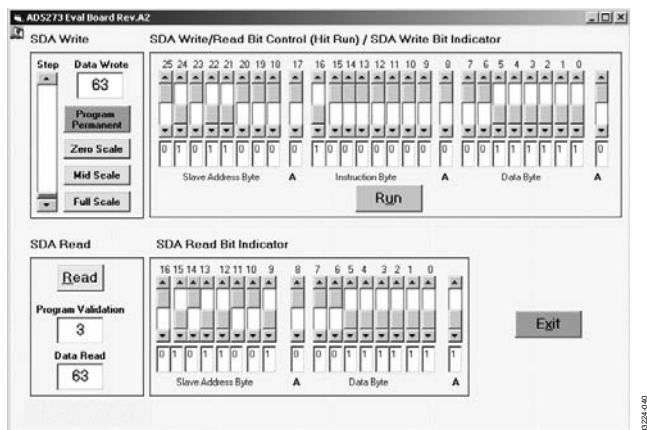 AD5273 Eval Board Rev.A2
SDA Write
SDA Write/Read Bit Control (Hit Run) / SDA Write Bit Indicator
Step
Data Wrote
63
Program
Permanent
Zero Scale
Mid Scale
Full Scale
25 24 23 22 21 20 19 18 17 16 15 14 13 12 11 10 9 8 7 6 5 4 3 2 1 0
0 1 0 1 1 0 0 0 0 1 0 0 0 0 0 0 0 0 0 0 1 1 1 1 1 1 0
Slave Address Byte A Instruction Byte A Data Byte A
Run
SDA Read
SDA Read Bit Indicator
Read
Program Validation
3
Data Read
63
16 15 14 13 12 11 10 9 8 7 6 5 4 3 2 1 0
0 1 0 1 1 0 0 1 0 0 0 1 1 1 1 1 1 1
Slave Address Byte A Data Byte A
Exit
03224-040